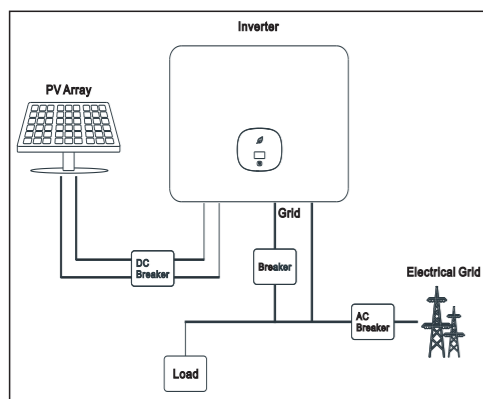 Inverter
PV Array
Grid
DC
Breaker
Breaker
Electrical Grid
AC
Breaker
Load